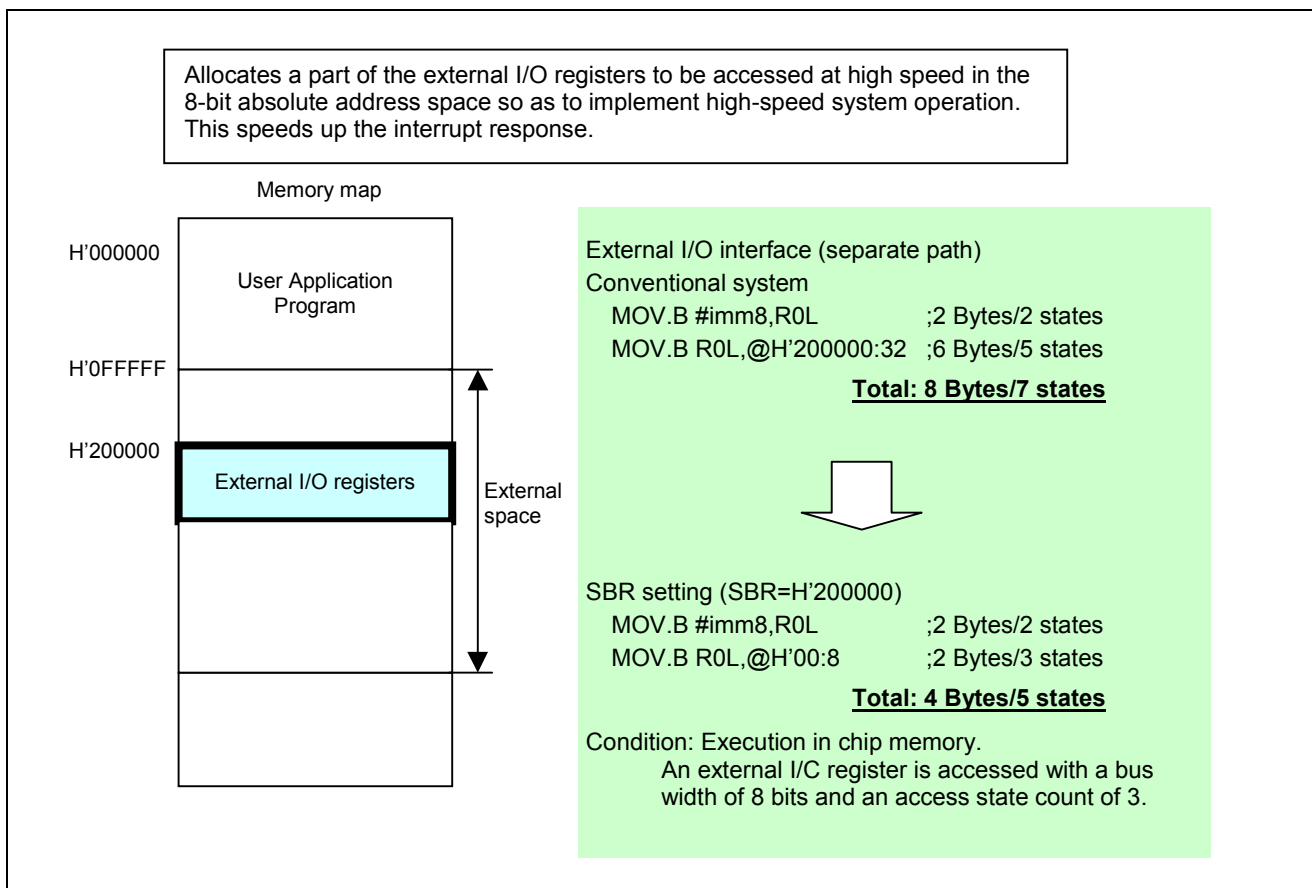 Allocates a part of the external I/O registers to be accessed at high speed in the
8-bit absolute address space so as to implement high-speed system operation.
This speeds up the interrupt response.
Memory map
H’000000
User Application
Program
H’0FFFFF
H’200000
External I/O registers
External
space
External I/O interface (separate path)
Conventional system
MOV.B #imm8,R0L ;2 Bytes/2 states
MOV.B R0L,@H’200000:32 ;6 Bytes/5 states
Total: 8 Bytes/7 states
SBR setting (SBR=H’200000)
MOV.B #imm8,R0L ;2 Bytes/2 states
MOV.B R0L,@H’00:8 ;2 Bytes/3 states
Total: 4 Bytes/5 states
Condition: Execution in chip memory.
An external I/C register is accessed with a bus
width of 8 bits and an access state count of 3.